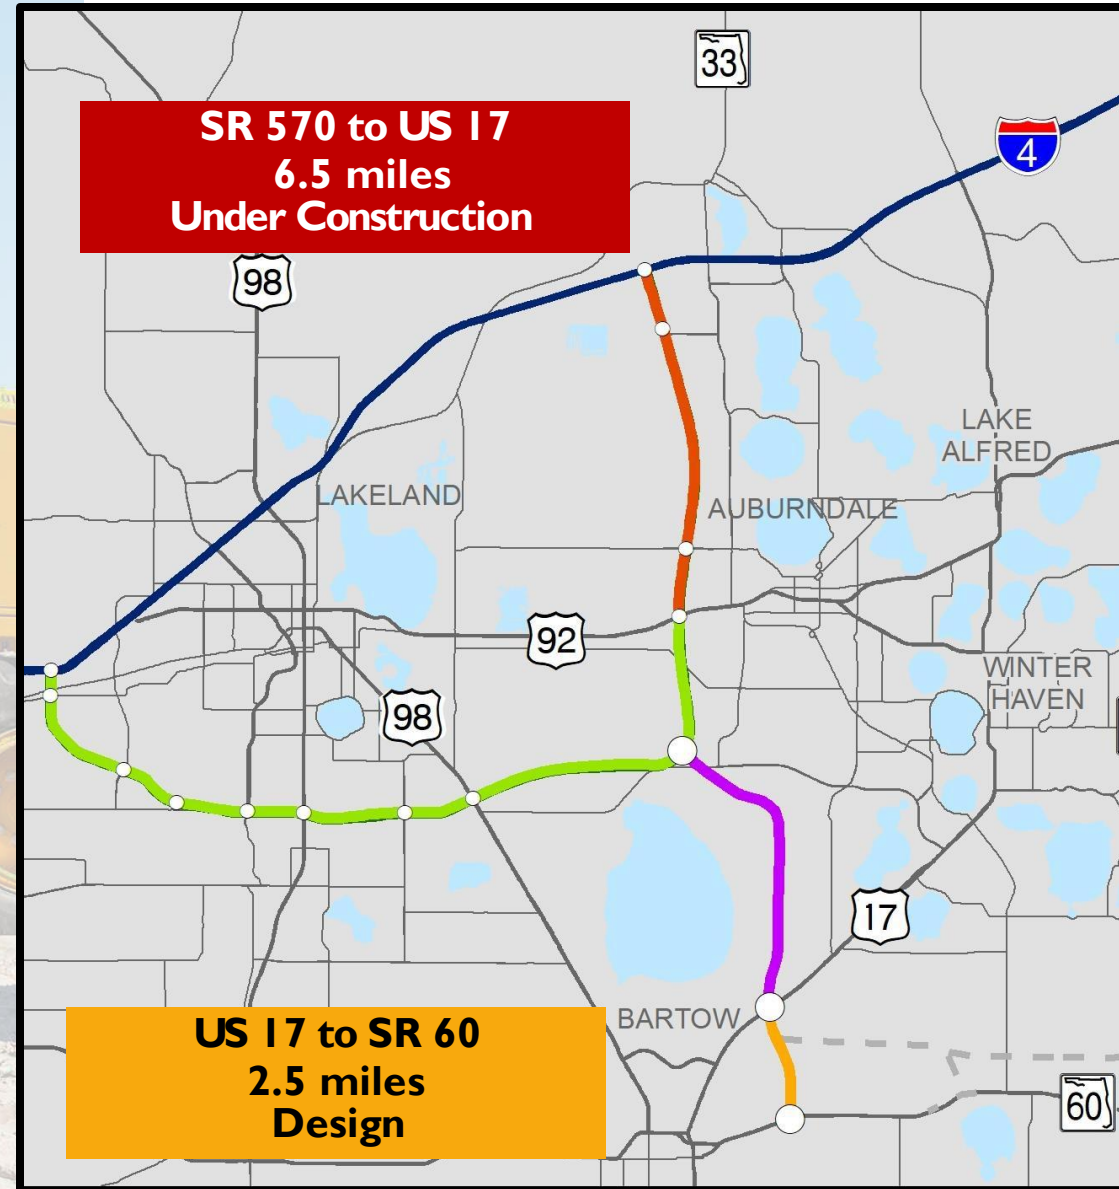 33
SR 570 to US 17
6.5 miles
Under Construction
4
98
LAKE
ALFRED
LAKELAND
AUBURNDALE
92
WINTER
HAVEN
98
17
BARTOW
US 17 to SR 60
2.5 miles
Design
60